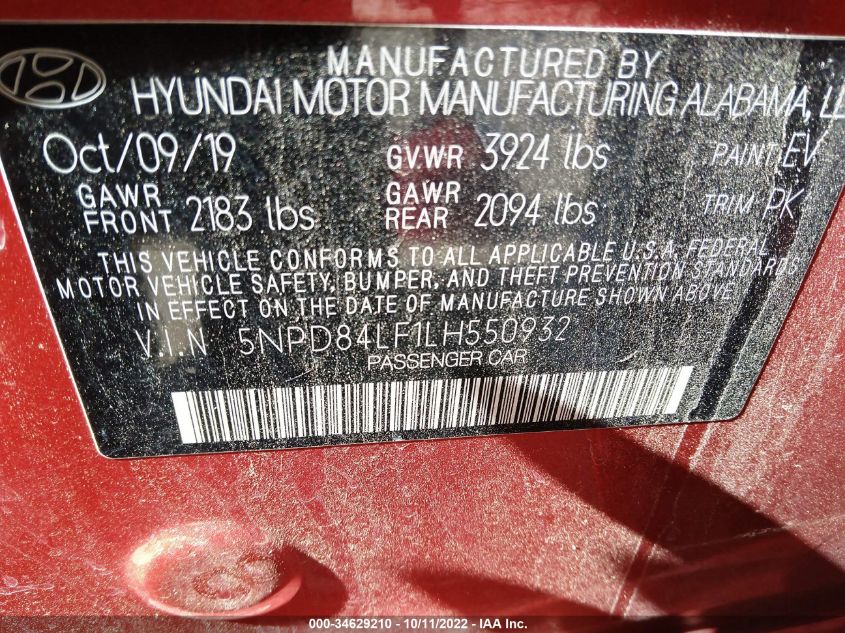 MANUFACTURED BY
HYUNDAI MOTOR MANUFACTURING ALABAMA, LL
Oct/09/19 GVWR 3924 lbs PAINT EV
GAWR FRONT 2183 lbs GAWR REAR 2094 lbs TRIM PK
THIS VEHICLE CONFORMS TO ALL APPLICABLE U.S.A. FEDERAL
MOTOR VEHICLE SAFETY, BUMPER, AND THEFT PREVENTION STANDARDS
IN EFFECT ON THE DATE OF MANUFACTURE SHOWN ABOVE
V.I.N 5NPD84LF1LH550932
PASSENGER CAR
000-34629210 - 10/11/2022 - IAA Inc.